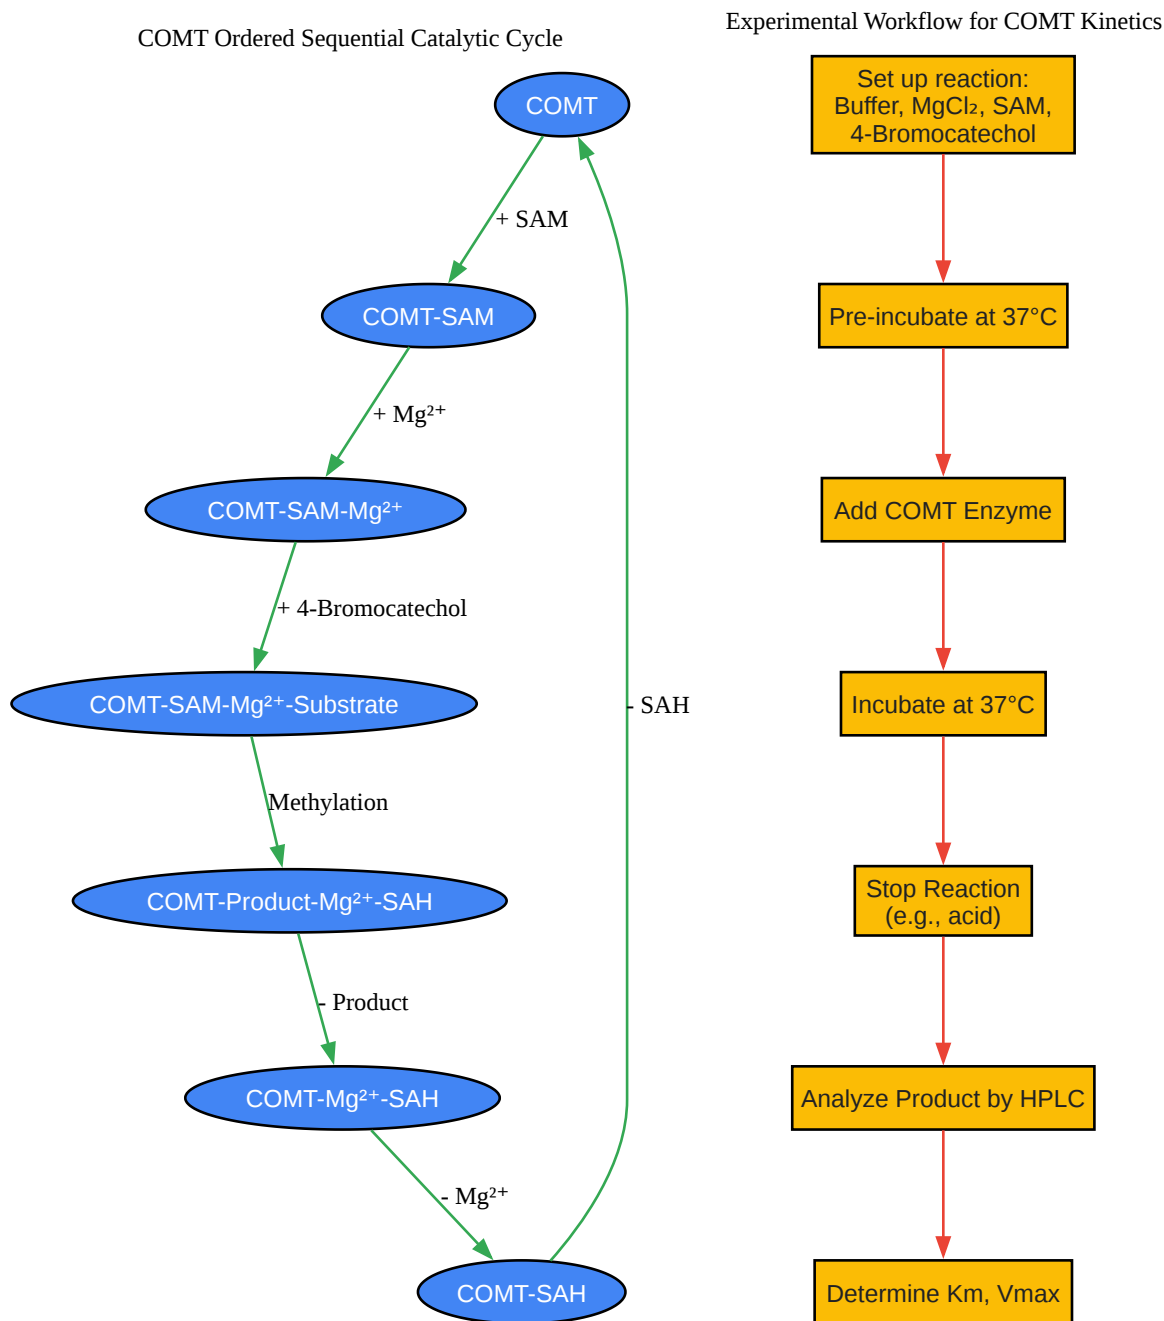 COMT Ordered Sequential Catalytic Cycle
COMT
+ SAM
COMT-SAM
+ Mg²⁺
COMT-SAM-Mg²⁺
+ 4-Bromocatechol
COMT-SAM-Mg²⁺-Substrate
Methylation
COMT-Product-Mg²⁺-SAH
- Product
COMT-Mg²⁺-SAH
- Mg²⁺
COMT-SAH
- SAH
Experimental Workflow for COMT Kinetics
Set up reaction:
Buffer, MgCl₂, SAM,
4-Bromocatechol
Pre-incubate at 37°C
Add COMT Enzyme
Incubate at 37°C
Stop Reaction
(e.g., acid)
Analyze Product by HPLC
Determine Km, Vmax